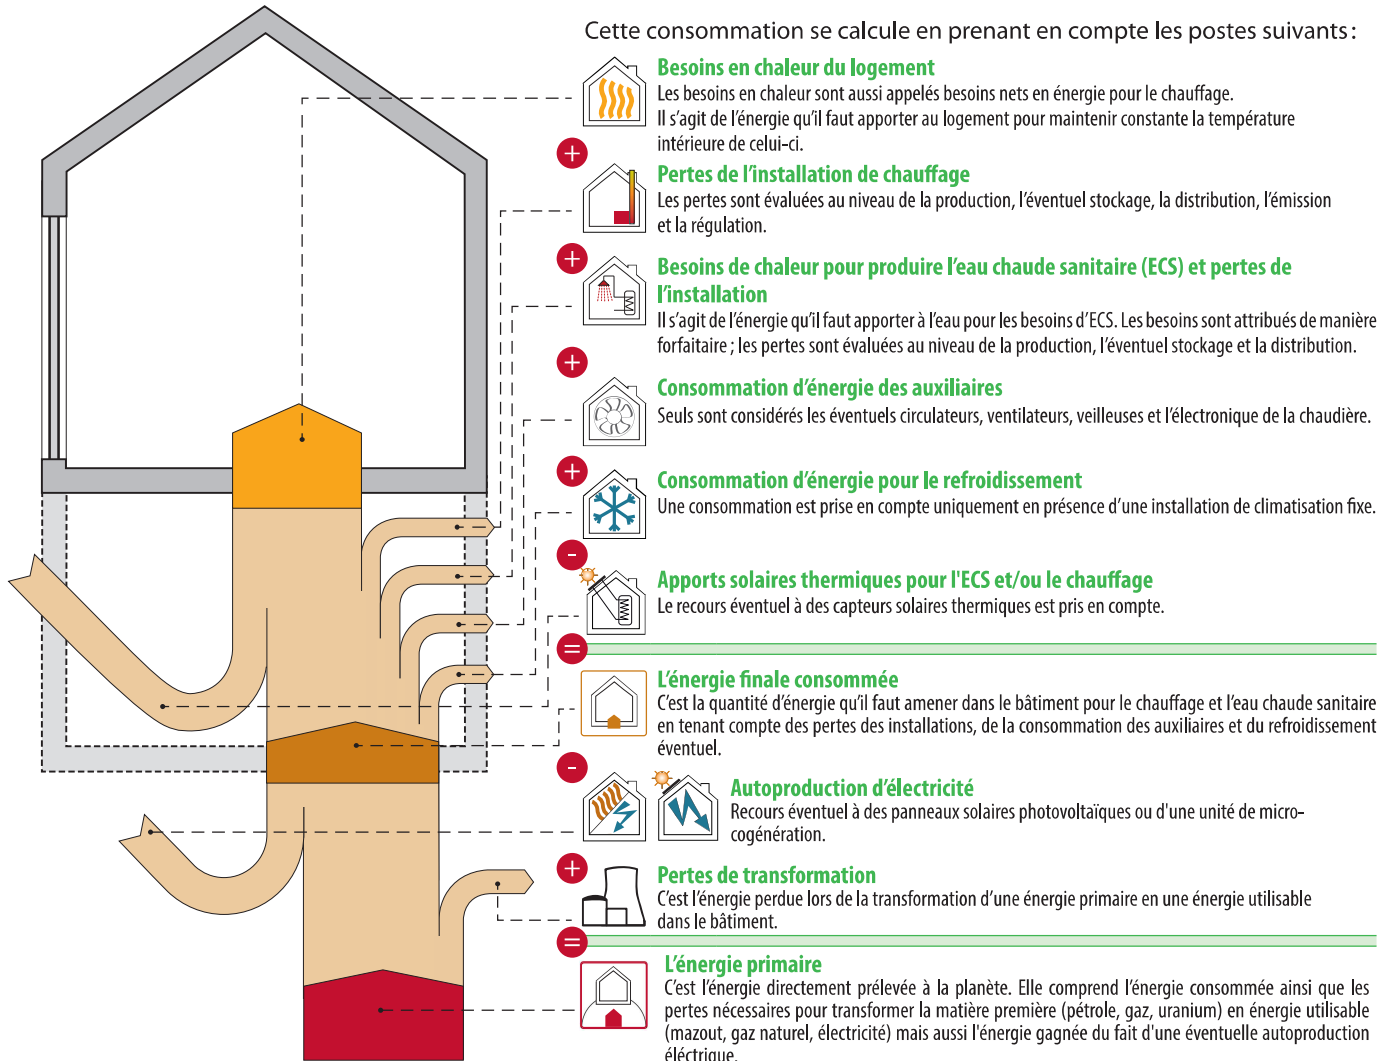 Cette consommation se calcule en prenant en compte les postes suivants :
Besoins en chaleur du logement
Les besoins en chaleur sont aussi appelés besoins nets en énergie pour le chauffage.
Il s'agit de l'énergie qu'il faut apporter au logement pour maintenir constante la température
intérieure de celui-ci.
+
Pertes de l'installation de chauffage
Les pertes sont évaluées au niveau de la production, l'éventuel stockage, la distribution, l'émission
et la régulation.
+
Besoins de chaleur pour produire l'eau chaude sanitaire (ECS) et pertes de
l'installation
Il s'agit de l'énergie qu'il faut apporter à l'eau pour les besoins d'ECS. Les besoins sont attribués de manière
forfaitaire ; les pertes sont évaluées au niveau de la production, l'éventuel stockage et la distribution.
+
Consommation d'énergie des auxiliaires
Seuls sont considérés les éventuels circulateurs, ventilateurs, veilleuses et l'électronique de la chaudière.
+
Consommation d'énergie pour le refroidissement
Une consommation est prise en compte uniquement en présence d'une installation de climatisation fixe.
-
Apports solaires thermiques pour l'ECS et/ou le chauffage
Le recours éventuel à des capteurs solaires thermiques est pris en compte.
=
L'énergie finale consommée
C'est la quantité d'énergie qu'il faut amener dans le bâtiment pour le chauffage et l'eau chaude sanitaire
en tenant compte des pertes des installations, de la consommation des auxiliaires et du refroidissement
éventuel.
-
Autoproduction d'électricité
Recours éventuel à des panneaux solaires photovoltaïques ou d'une unité de micro-
cogénération.
+
Pertes de transformation
C'est l'énergie perdue lors de la transformation d'une énergie primaire en une énergie utilisable
dans le bâtiment.
=
L'énergie primaire
C'est l'énergie directement prélevée à la planète. Elle comprend l'énergie consommée ainsi que les
pertes nécessaires pour transformer la matière première (pétrole, gaz, uranium) en énergie utilisable
(mazout, gaz naturel, électricité) mais aussi l'énergie gagnée du fait d'une éventuelle autoproduction
éléctrique.